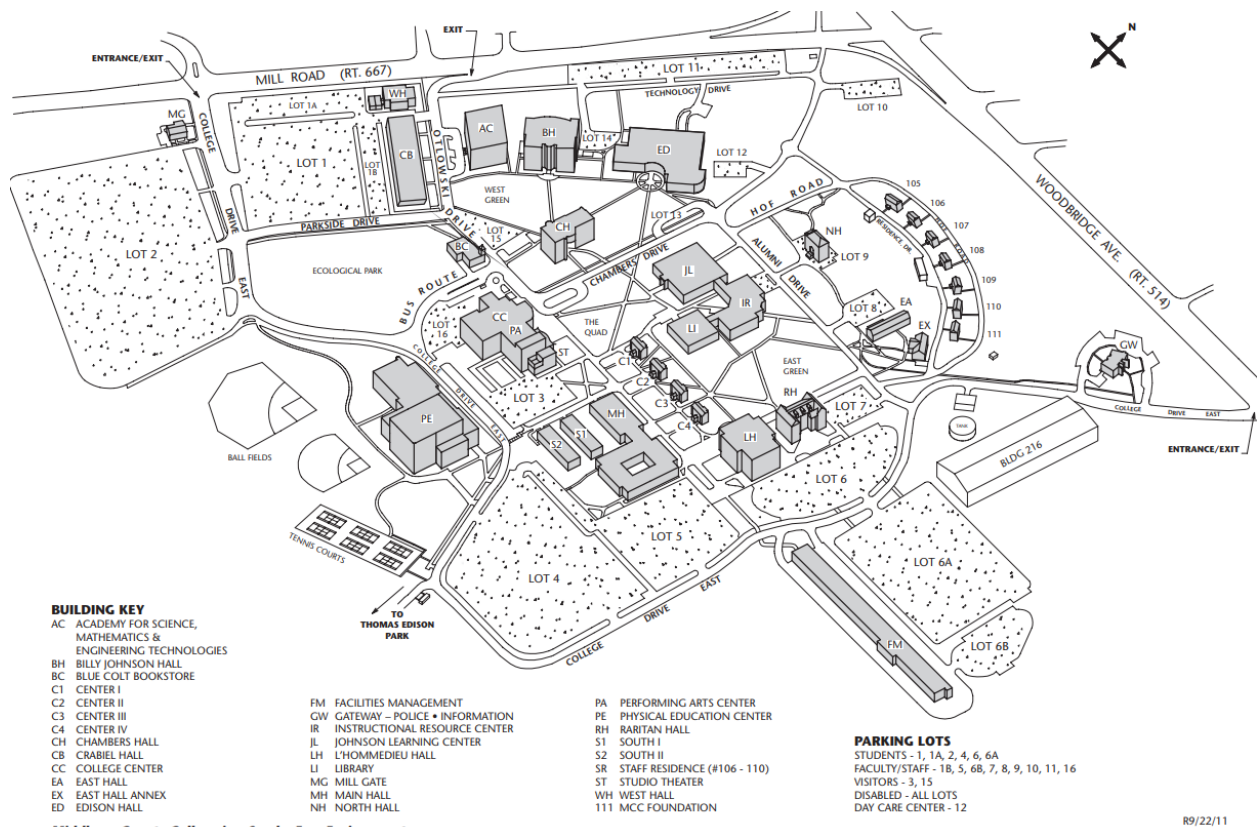 N
EXIT
ENTRANCE/EXIT
MILL ROAD (RT. 667)
LOT 11
TECHNOLOGY DRIVE
LOT 10
LOT 1A
WH
MG
COLLEGE
DRIVE
EAST
LOT 1
LOT 1B
CB
OTLOWSKI
DRIVE
AC
BH
LOT 14
ED
LOT 12
WOODBRIDGE AVE. (RT. 514)
105
106
107
108
109
110
111
HOF ROAD
RESIDENCE DR.
HOF ROAD
WEST
GREEN
LOT 13
NH
LOT 9
PARKSIDE DRIVE
LOT 2
LOT 15
CH
BC
CHAMBERS DRIVE
ALUMNI DRIVE
JL
ECOLOGICAL PARK
BUS ROUTE
IR
LOT 8
EA
EX
CC
PA
LOT 16
THE
QUAD
LI
ST
GW
COLLEGE DRIVE EAST
C1
C2
C3
C4
EAST
GREEN
RH
LOT 7
LOT 3
MH
COLLEGE DRIVE EAST
PE
S1
S2
LH
TANK
BLDG 216
ENTRANCE/EXIT
BALL FIELDS
LOT 6
TENNIS COURTS
LOT 5
LOT 4
LOT 6A
TO
THOMAS EDISON
PARK
COLLEGE DRIVE EAST
FM
LOT 6B
BUILDING KEY
AC ACADEMY FOR SCIENCE,
MATHEMATICS &
ENGINEERING TECHNOLOGIES
BH BILLY JOHNSON HALL
BC BLUE COLT BOOKSTORE
C1 CENTER I
C2 CENTER II
C3 CENTER III
C4 CENTER IV
CH CHAMBERS HALL
CB CRABIEL HALL
CC COLLEGE CENTER
EA EAST HALL
EX EAST HALL ANNEX
ED EDISON HALL
FM FACILITIES MANAGEMENT
GW GATEWAY – POLICE • INFORMATION
IR INSTRUCTIONAL RESOURCE CENTER
JL JOHNSON LEARNING CENTER
LH L'HOMMEDIEU HALL
LI LIBRARY
MG MILL GATE
MH MAIN HALL
NH NORTH HALL
PA PERFORMING ARTS CENTER
PE PHYSICAL EDUCATION CENTER
RH RARITAN HALL
S1 SOUTH I
S2 SOUTH II
SR STAFF RESIDENCE (#106 - 110)
ST STUDIO THEATER
WH WEST HALL
111 MCC FOUNDATION
PARKING LOTS
STUDENTS - 1, 1A, 2, 4, 6, 6A
FACULTY/STAFF - 1B, 5, 6B, 7, 8, 9, 10, 11, 16
VISITORS - 3, 15
DISABLED - ALL LOTS
DAY CARE CENTER - 12
R9/22/11